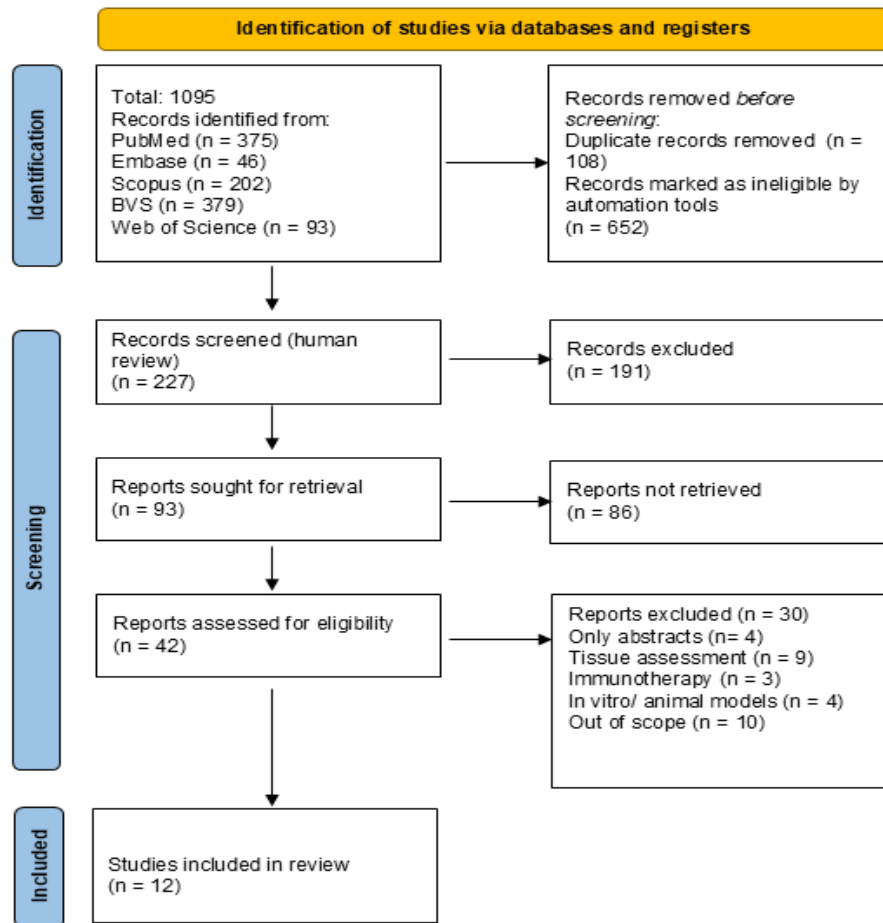 Identification of studies via databases and registers
Identification
Total: 1095
Records identified from:
PubMed (n = 375)
Embase (n = 46)
Scopus (n = 202)
BVS (n = 379)
Web of Science (n = 93)
Records removed before
screening:
Duplicate records removed (n =
108)
Records marked as ineligible by
automation tools
(n = 652)
Screening
Records screened (human
review)
(n = 227)
Records excluded
(n = 191)
Reports sought for retrieval
(n = 93)
Reports not retrieved
(n = 86)
Reports assessed for eligibility
(n = 42)
Reports excluded (n = 30)
Only abstracts (n= 4)
Tissue assessment (n = 9)
Immunotherapy (n = 3)
In vitro/ animal models (n = 4)
Out of scope (n = 10)
Included
Studies included in review
(n = 12)